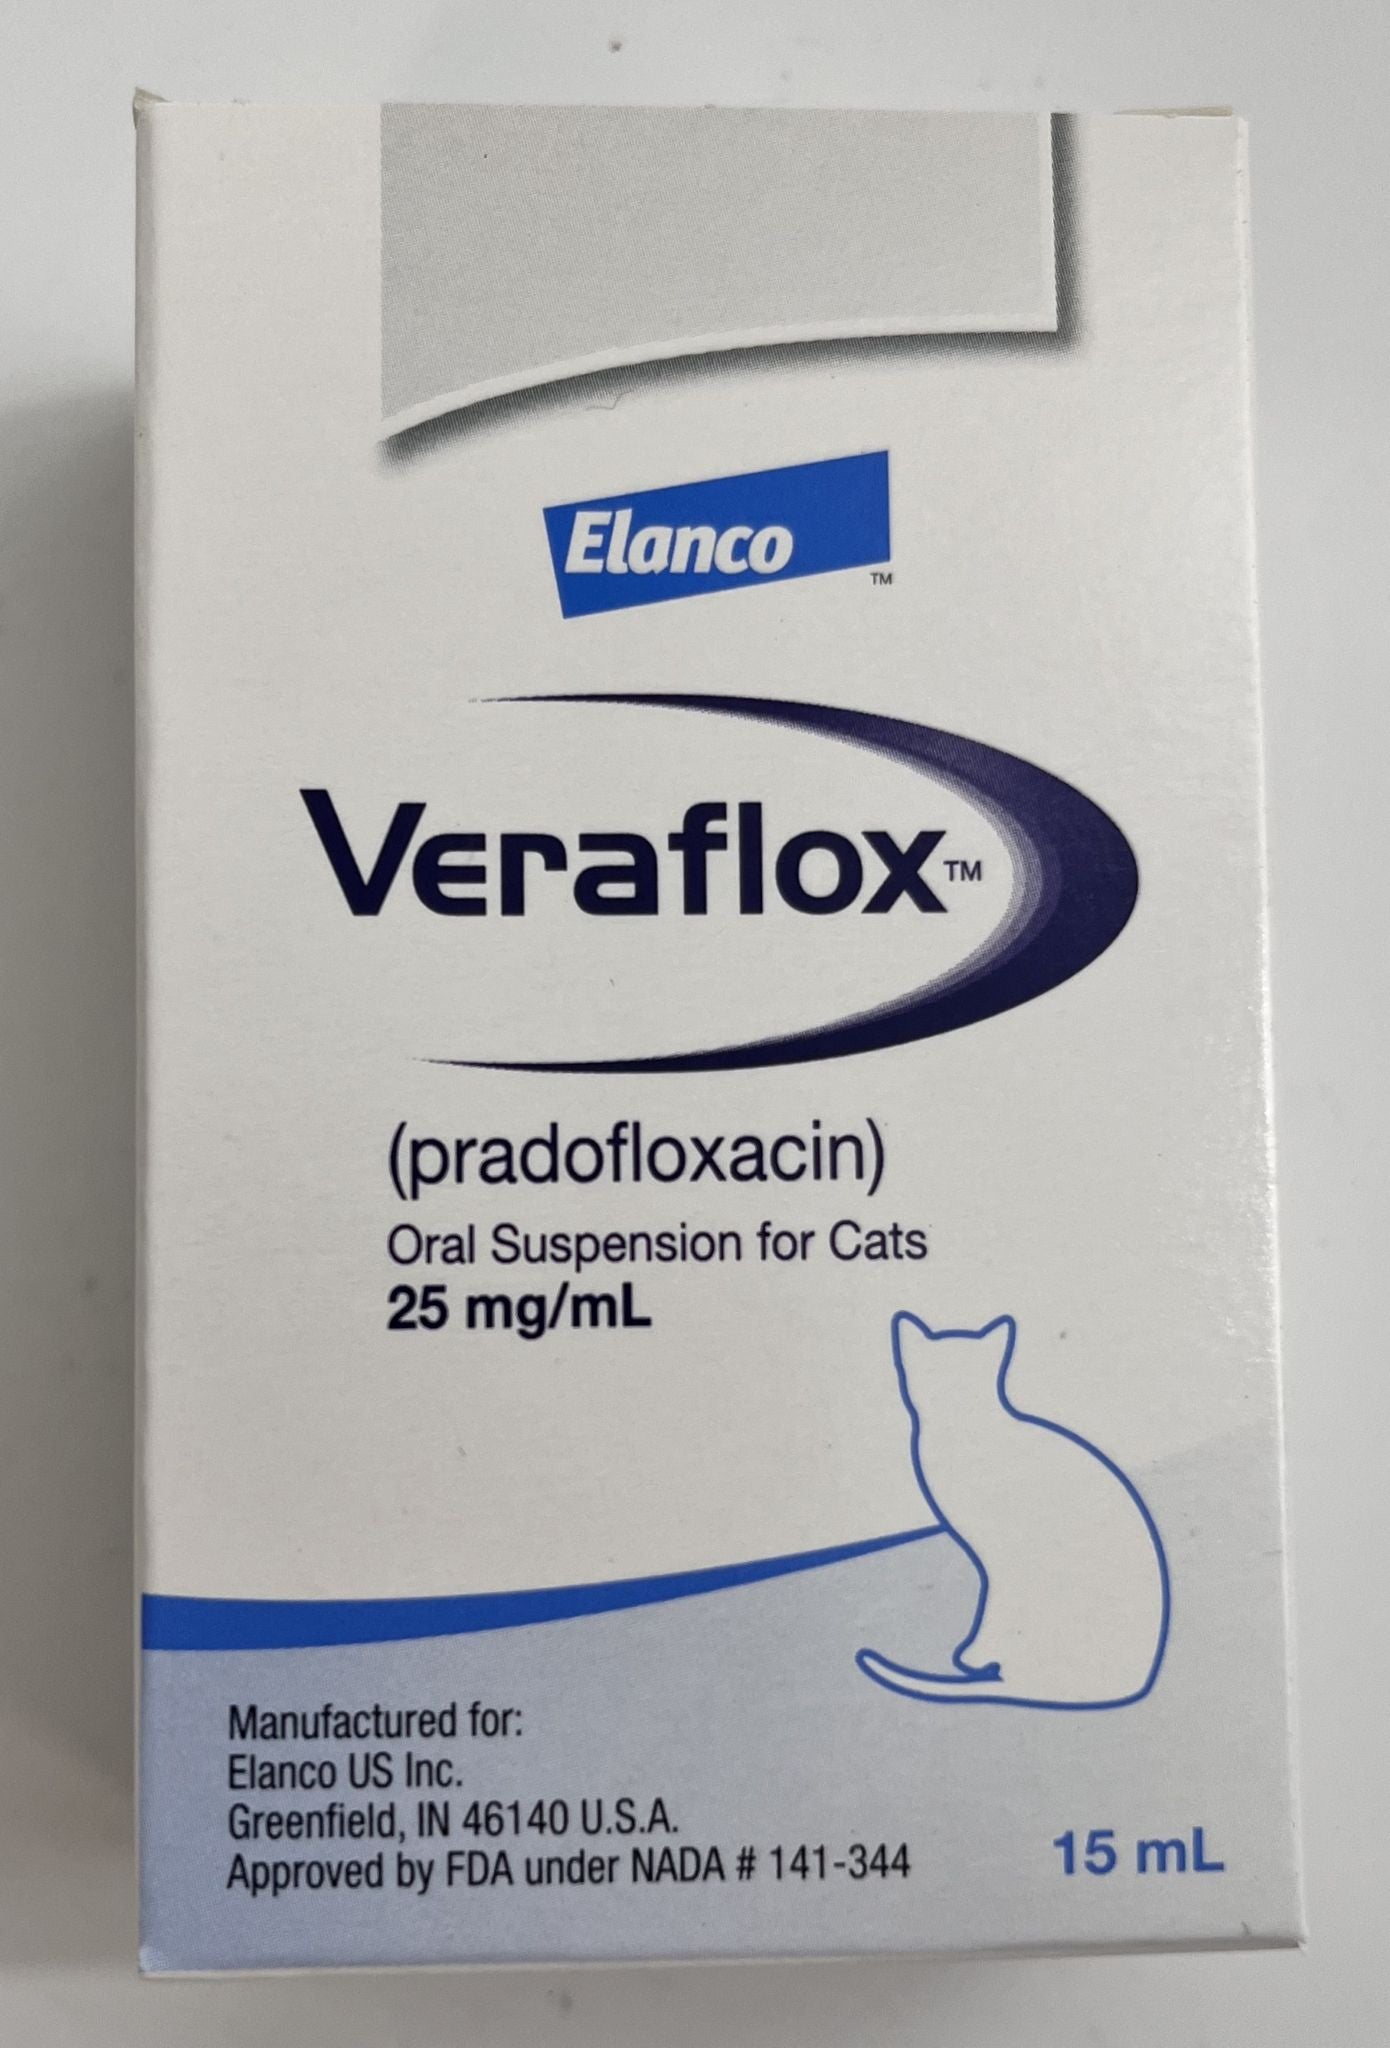 Elanco
TM
Veraflox™
(pradofloxacin)
Oral Suspension for Cats
25 mg/mL
Manufactured for:
Elanco US Inc.
Greenfield, IN 46140 U.S.A.
Approved by FDA under NADA # 141-344
15 mL